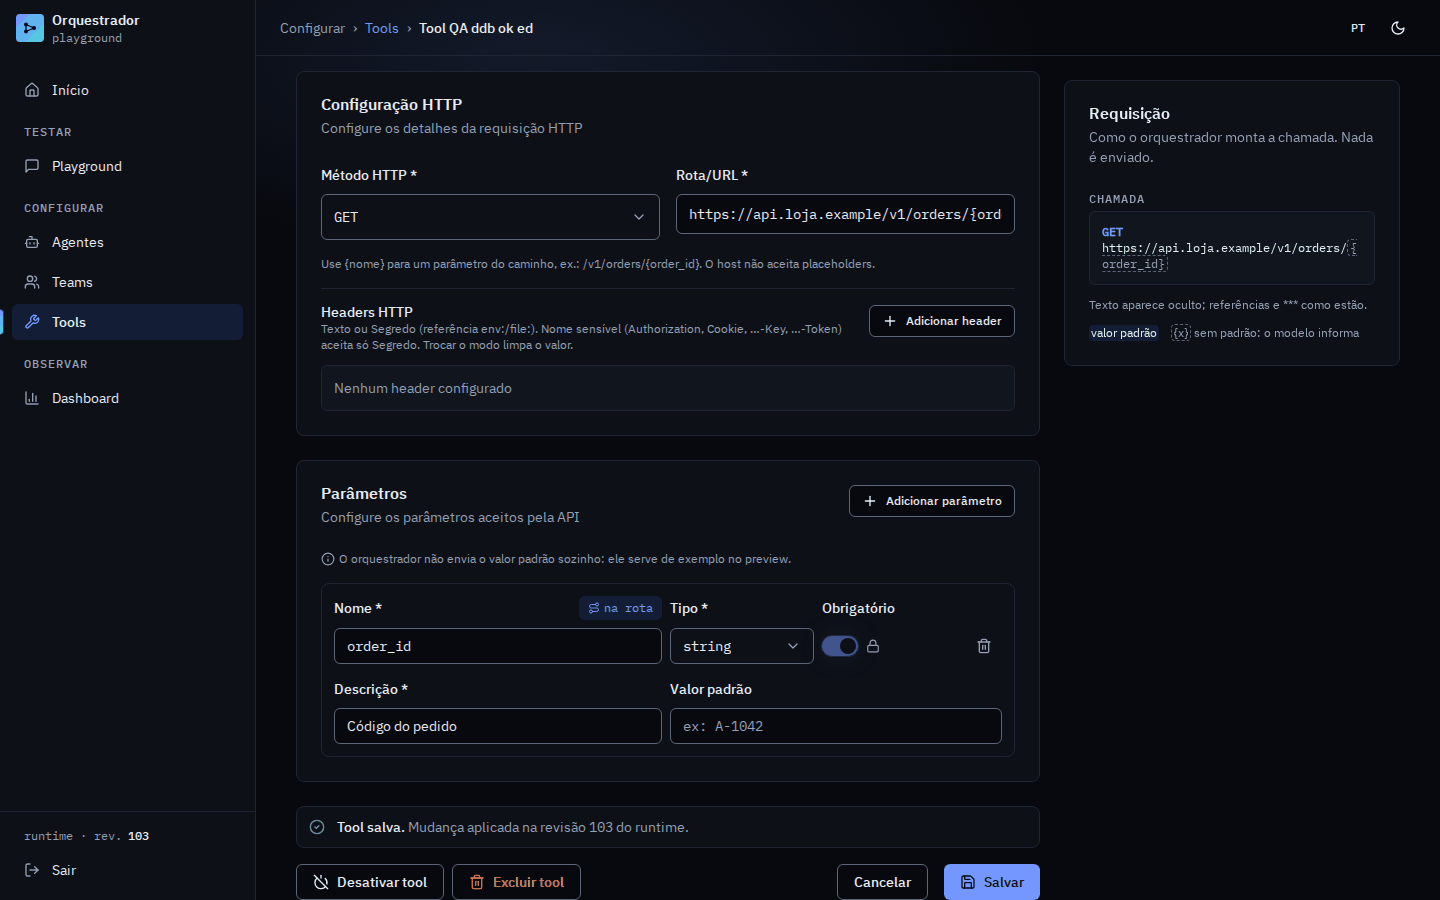 Orquestrador
playground
Início
TESTAR
Playground
CONFIGURAR
Agentes
Teams
Tools
OBSERVAR
Dashboard
runtime · rev. 103
Sair
Configurar › Tools › Tool QA ddb ok ed
PT
Configuração HTTP
Configure os detalhes da requisição HTTP
Método HTTP *
Rota/URL *
GET
https://api.loja.example/v1/orders/{ord
Use {nome} para um parâmetro do caminho, ex.: /v1/orders/{order_id}. O host não aceita placeholders.
Headers HTTP
Texto ou Segredo (referência env:/file:). Nome sensível (Authorization, Cookie, …-Key, …-Token)
aceita só Segredo. Trocar o modo limpa o valor.
Adicionar header
Nenhum header configurado
Parâmetros
Configure os parâmetros aceitos pela API
Adicionar parâmetro
O orquestrador não envia o valor padrão sozinho: ele serve de exemplo no preview.
Nome *
na rota
Tipo *
Obrigatório
order_id
string
Descrição *
Valor padrão
Código do pedido
ex: A-1042
Tool salva. Mudança aplicada na revisão 103 do runtime.
Desativar tool
Excluir tool
Cancelar
Salvar
Requisição
Como o orquestrador monta a chamada. Nada
é enviado.
CHAMADA
GET
https://api.loja.example/v1/orders/{
order_id}
Texto aparece oculto; referências e *** como estão.
valor padrão {x} sem padrão: o modelo informa